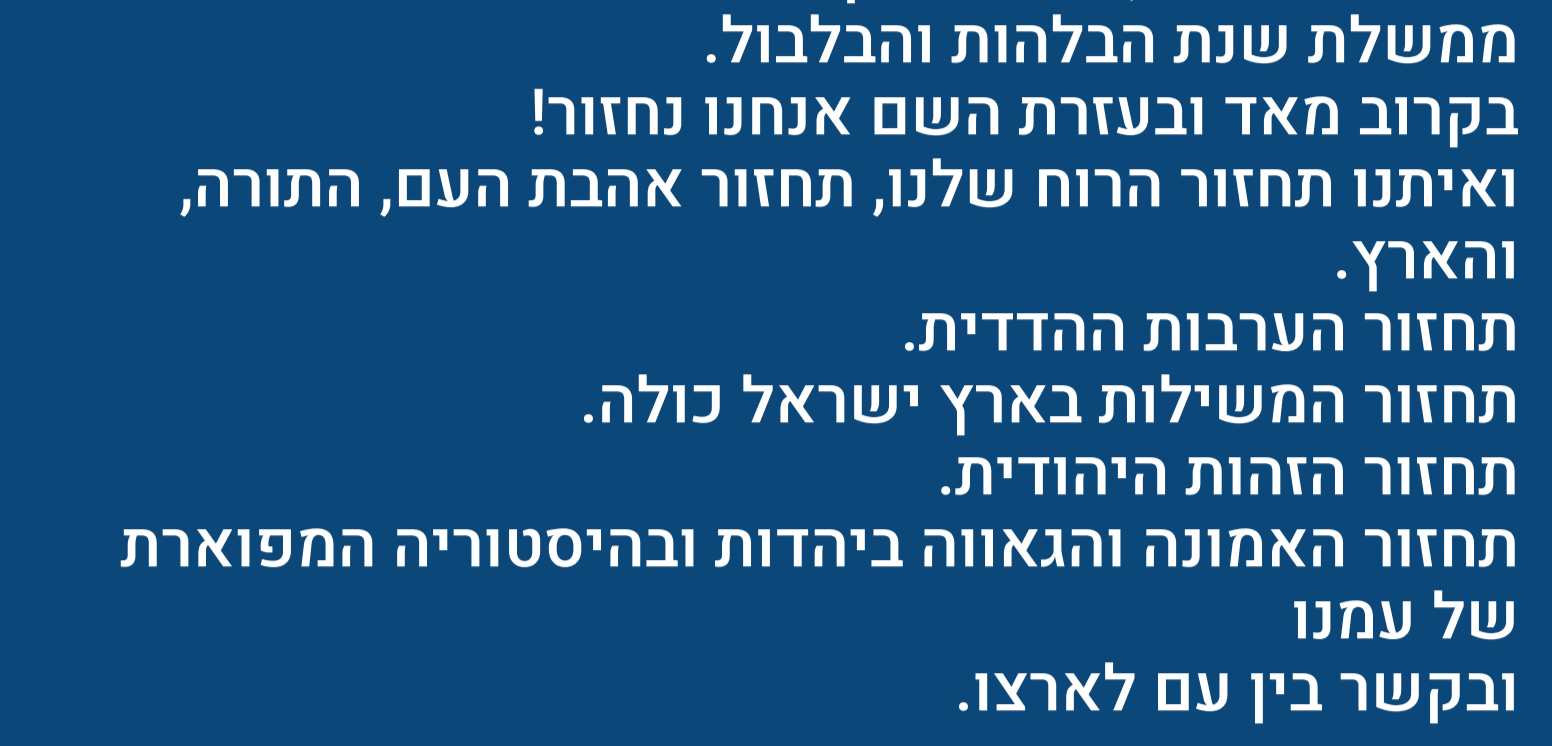 ממשלת שנת הבלהות והבלבול.
בקרוב מאד ובעזרת השם אנחנו נחזור!
ואיתנו תחזור הרוח שלנו, תחזור אהבת העם, התורה,
והארץ.
תחזור הערבות ההדדית.
תחזור המשילות בארץ ישראל כולה.
תחזור הזהות היהודית.
תחזור האמונה והגאווה ביהדות ובהיסטוריה המפוארת
של עמנו
ובקשר בין עם לארצו.